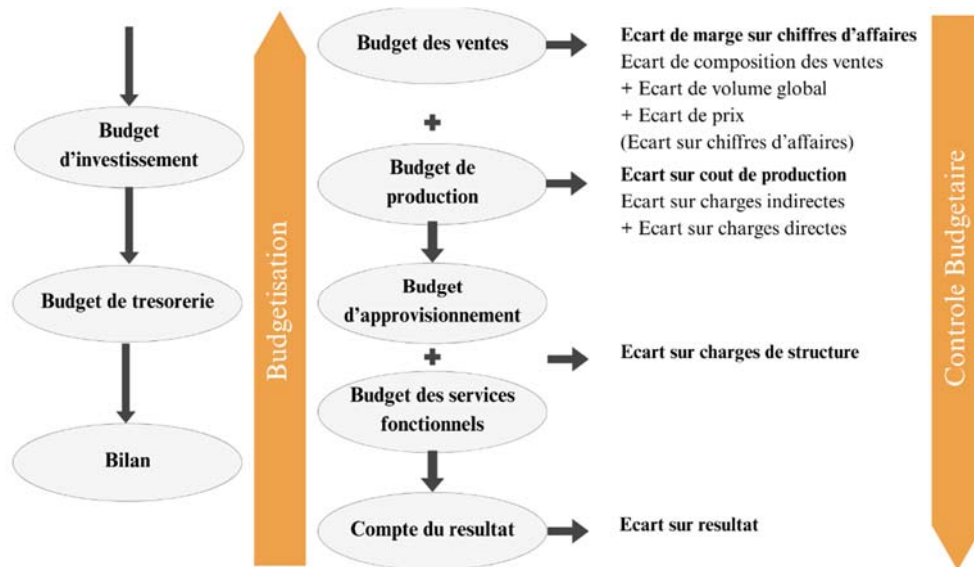 Budget
d'investissement
Budget de tresorerie
Bilan
Budgetisation
Budget des ventes
+
Budget de
production
Budget
d'approvisionnement
+
Budget des services
fonctionnels
Compte du resultat
Ecart de marge sur chiffres d'affaires
Ecart de composition des ventes
+ Ecart de volume global
+ Ecart de prix
(Ecart sur chiffres d'affaires)
Ecart sur cout de production
Ecart sur charges indirectes
+ Ecart sur charges directes
Ecart sur charges de structure
Ecart sur resultat
Controle Budgetaire